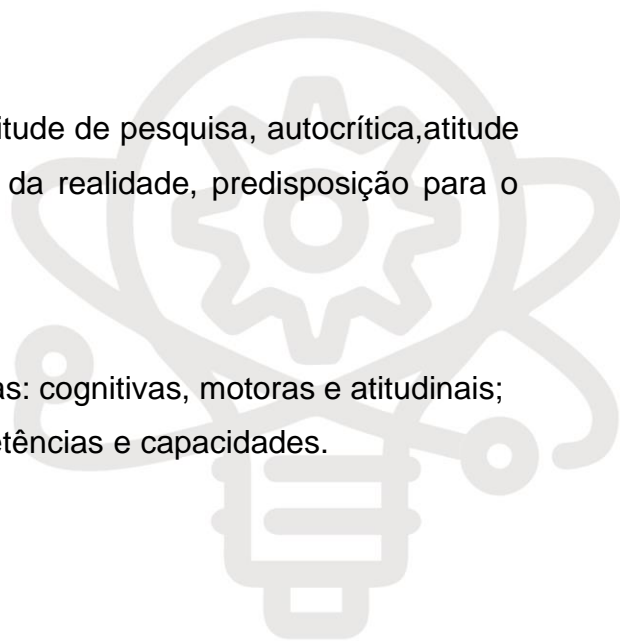 itude de pesquisa, autocrítica,atitude
da realidade, predisposição para o
as: cognitivas, motoras e atitudinais;
etências e capacidades.